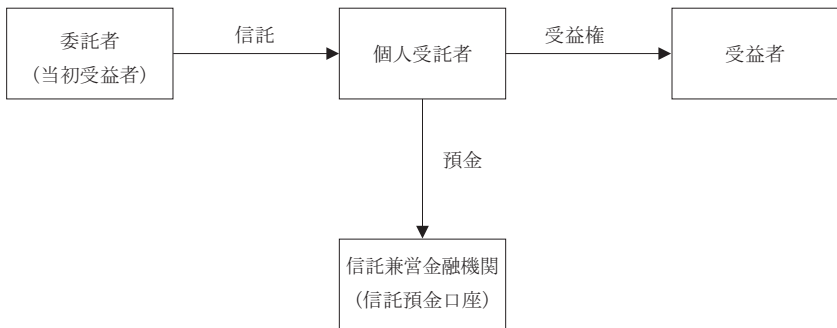 委託者
（当初受益者）
信託
個人受託者
受益権
受益者
預金
信託兼営金融機関
（信託預金口座）